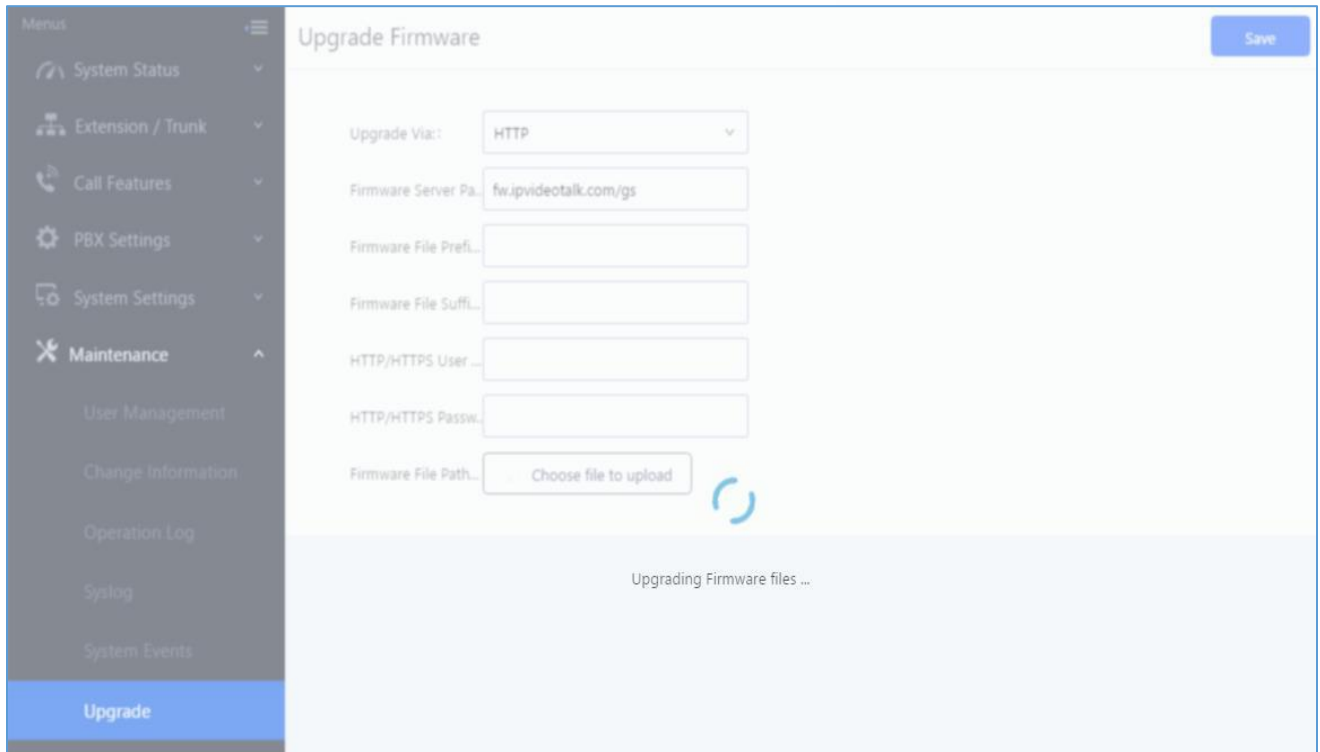 Menus
System Status
Extension / Trunk
Call Features
PBX Settings
System Settings
Maintenance
User Management
Change Information
Operation Log
Syslog
System Events
Upgrade
Upgrade Firmware
Save
Upgrade Via::
HTTP
Firmware Server Pa...
fw.ipvideotalk.com/gs
Firmware File Prefi...
Firmware File Suffi...
HTTP/HTTPS User ...
HTTP/HTTPS Passw...
Firmware File Path...
Choose file to upload
Upgrading Firmware files ...